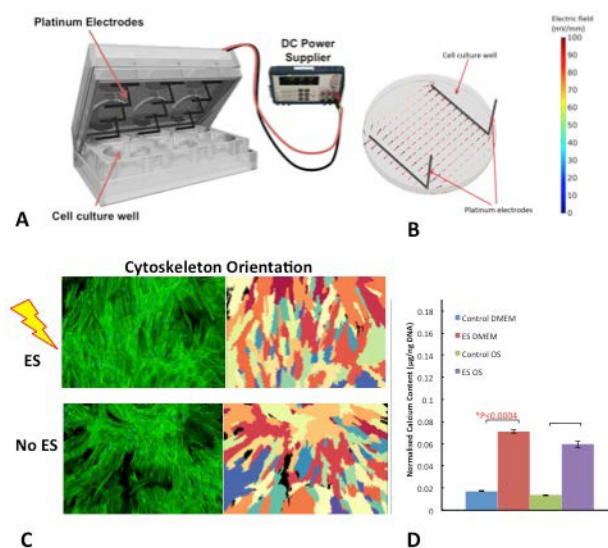 Platinum Electrodes
DC Power
Supplier
Cell culture well
A
Cell culture well
Platinum electrodes
B
Electric field
(mV/mm)
100
90
80
70
60
50
40
30
20
10
0
Cytoskeleton Orientation
ES
No ES
C
Normalised Calcium Content (µg/ng DNA)
0.18
0.16
0.14
0.12
0.1
0.08
0.06
0.04
0.02
0
Control DMEM
ES DMEM
Control OS
ES OS
*P<0.0004
D